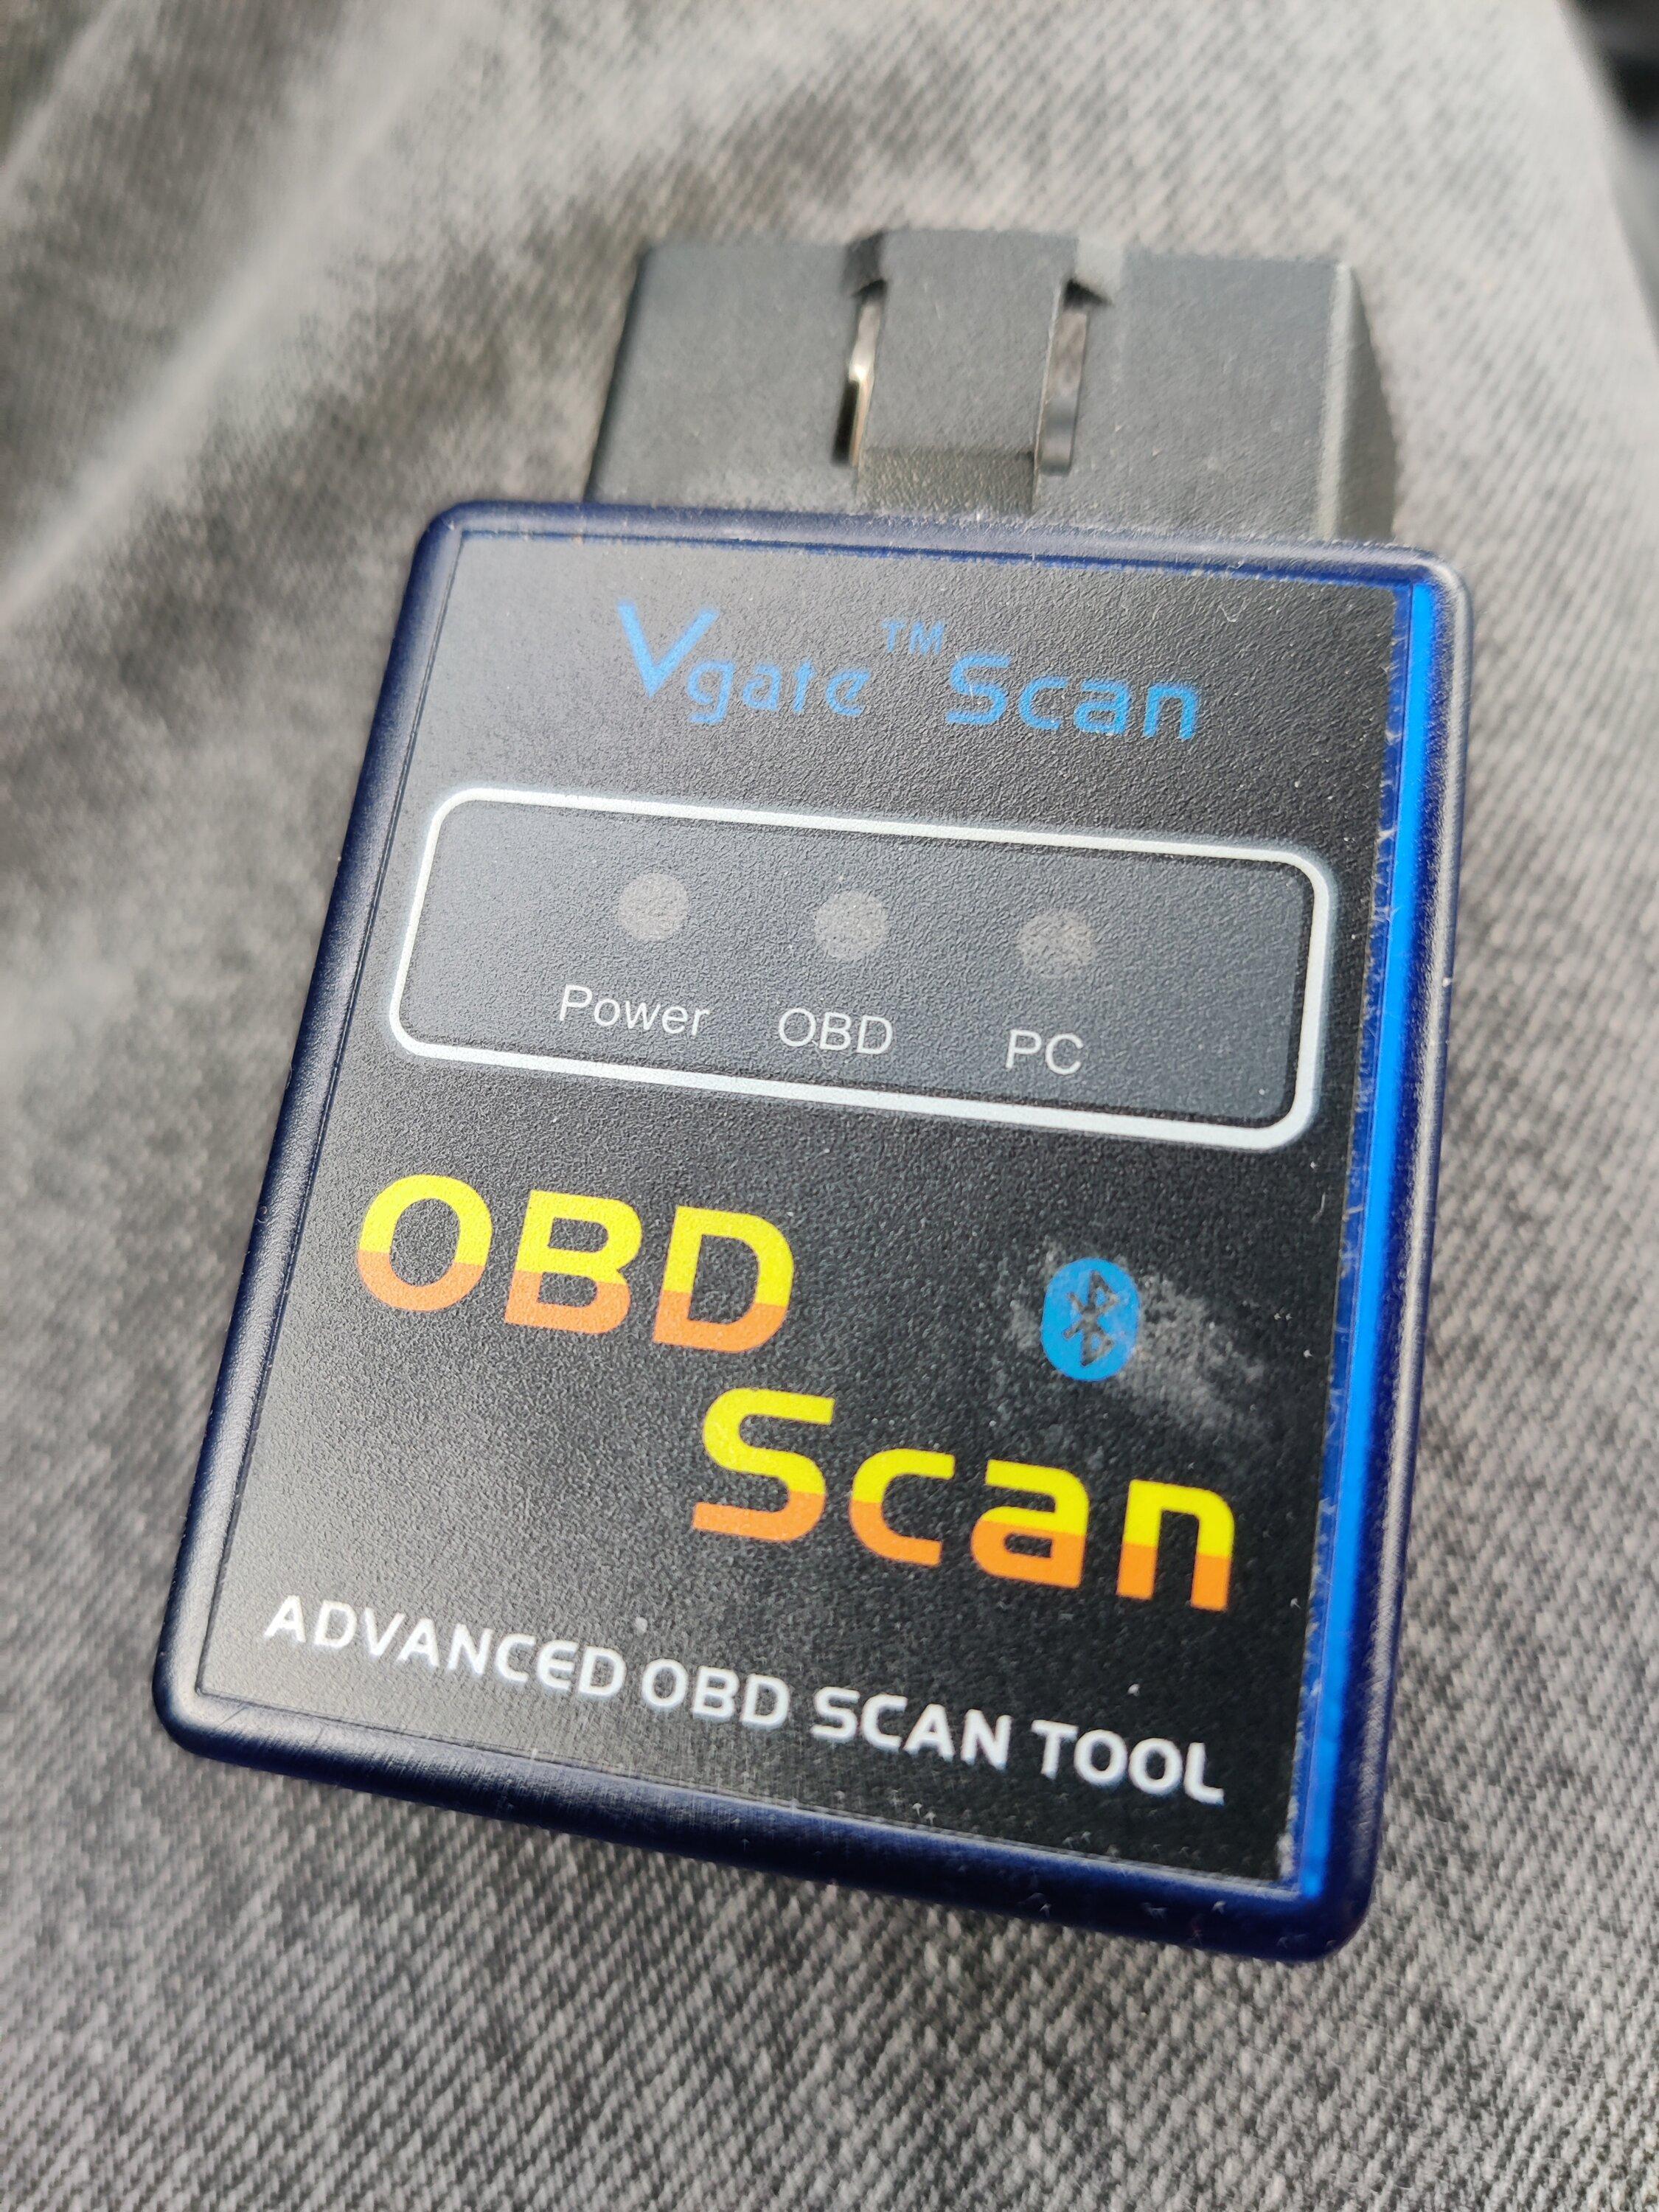 Vgate™ Scan
Power OBD PC
OBD
Scan
ADVANCED OBD SCAN TOOL